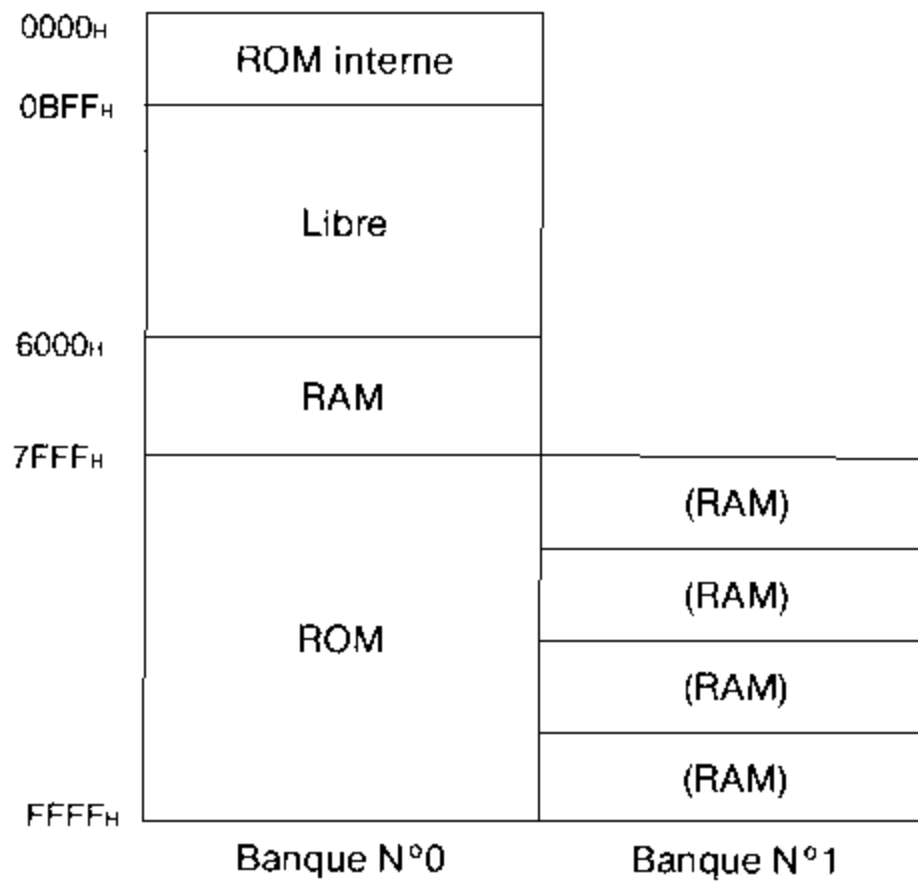 0000H
ROM interne
0BFFH
Libre
6000H
RAM
7FFFH
(RAM)
(RAM)
ROM
(RAM)
(RAM)
FFFFH
Banque N°0
Banque N°1